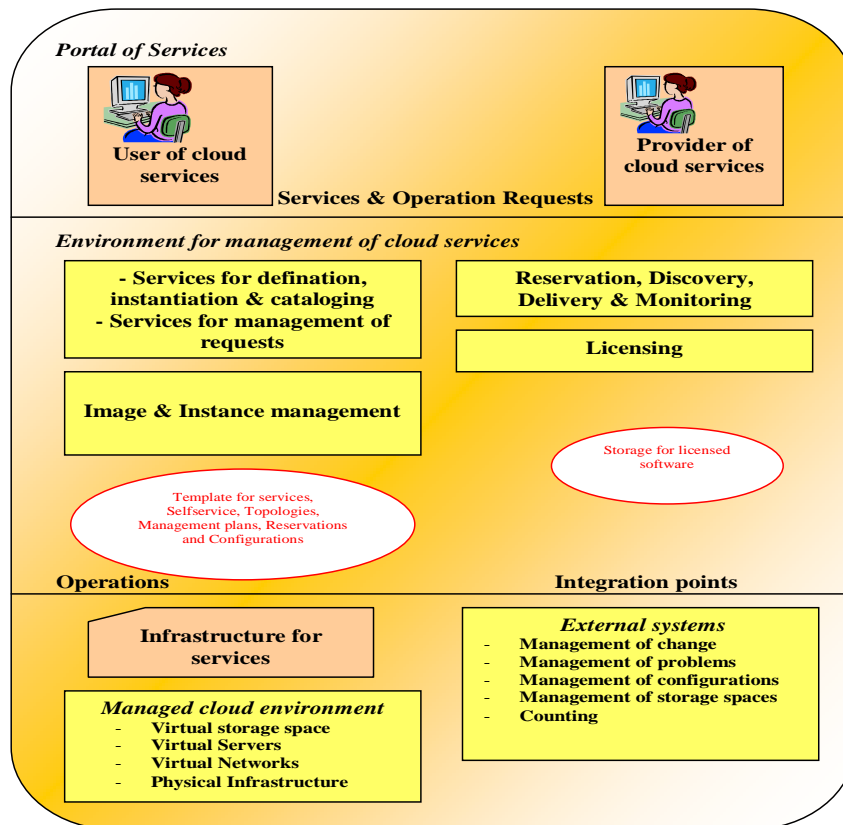 Portal of Services
User of cloud
services
Provider of
cloud services
Services & Operation Requests
Environment for management of cloud services
- Services for defination,
instantiation & cataloging
- Services for management of
requests
Reservation, Discovery,
Delivery & Monitoring
Licensing
Image & Instance management
Storage for licensed
software
Template for services,
Selfservice, Topologies,
Management plans, Reservations
and Configurations
Operations
Integration points
Infrastructure for
services
External systems
- Management of change
- Management of problems
- Management of configurations
- Management of storage spaces
- Counting
Managed cloud environment
- Virtual storage space
- Virtual Servers
- Virtual Networks
- Physical Infrastructure